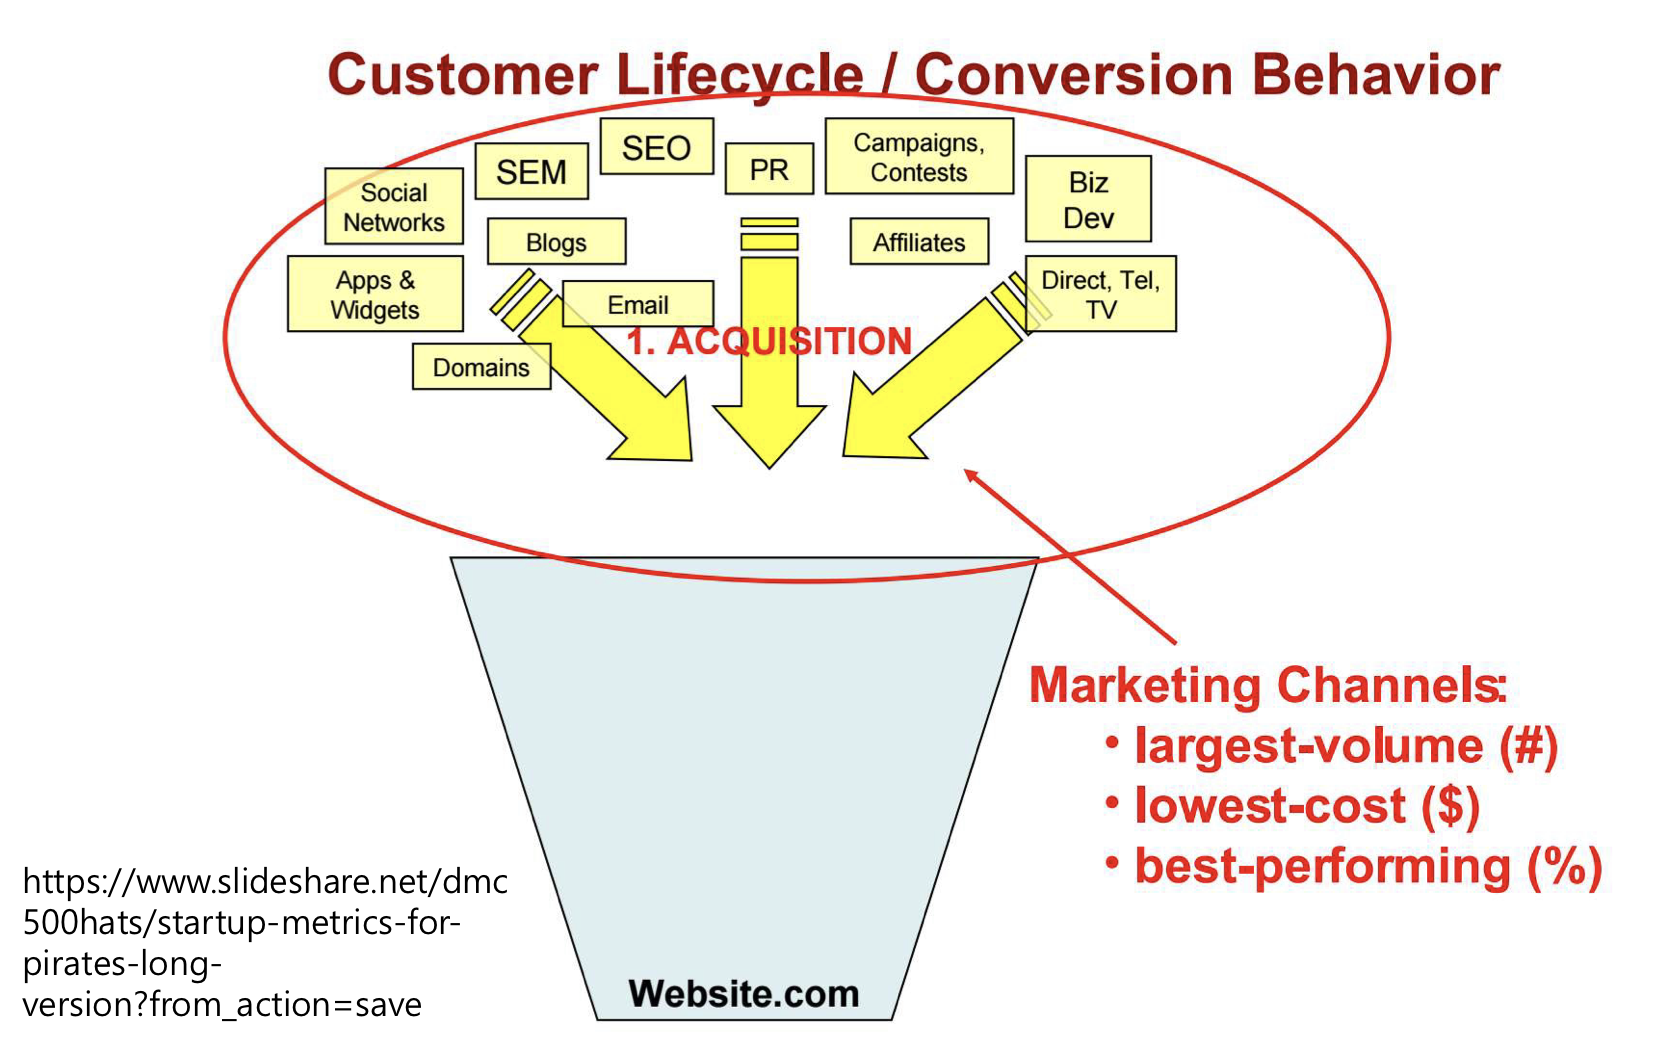 Customer Lifecycle / Conversion Behavior
SEO
PR
Campaigns,
Contests
SEM
Biz
Dev
Social
Networks
Blogs
Affiliates
Apps &
Widgets
Email
Direct, Tel,
TV
1. ACQUISITION
Domains
Marketing Channels:
• largest-volume (#)
• lowest-cost ($)
• best-performing (%)
https://www.slideshare.net/dmc
500hats/startup-metrics-for-
pirates-long-
version?from_action=save
Website.com